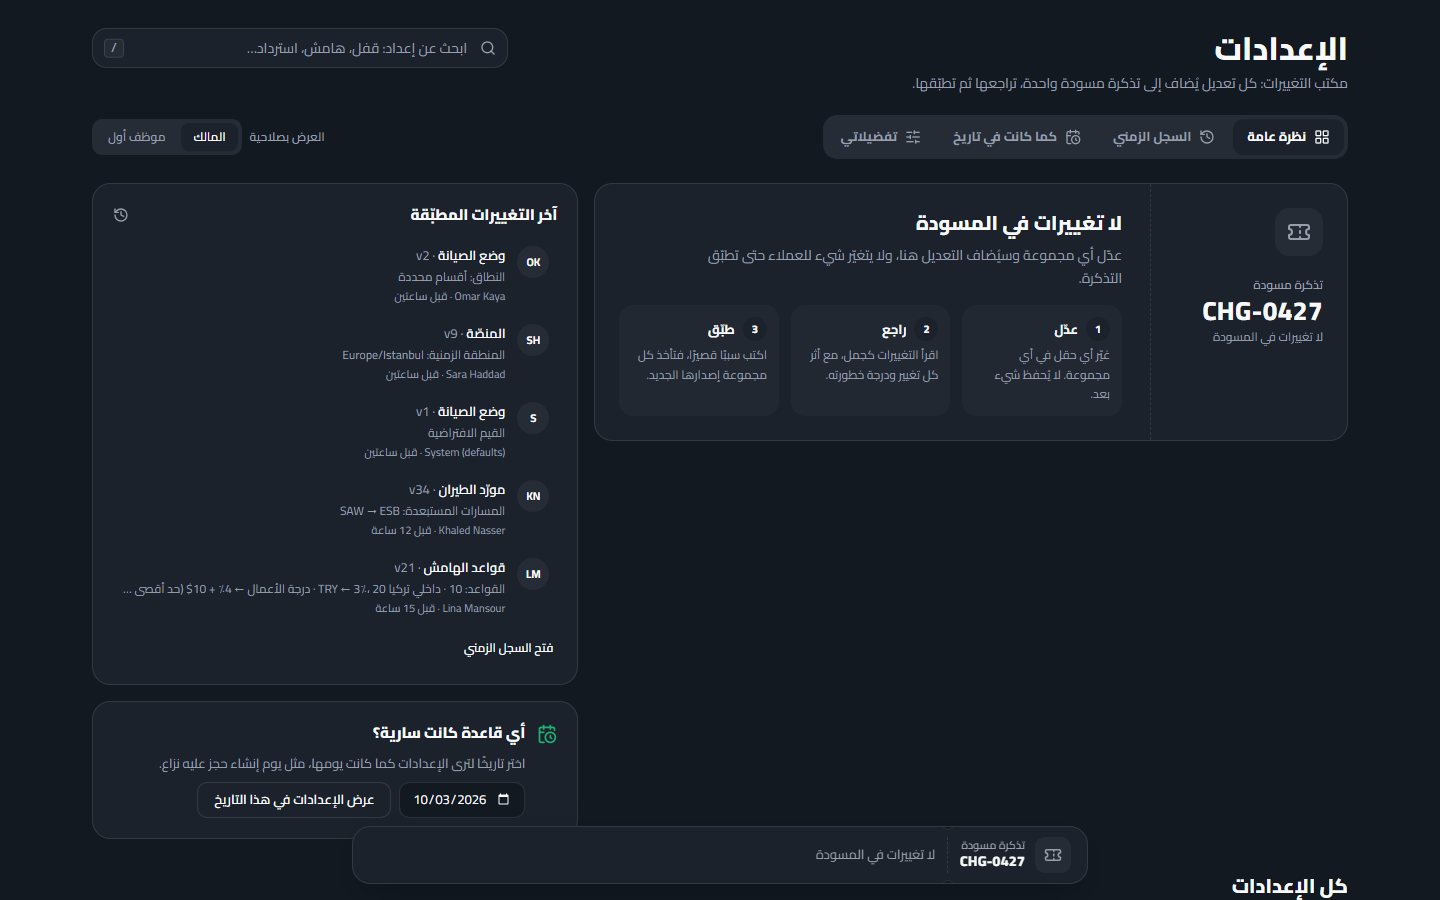 الإعدادات
مكتب التغييرات: كل تعديل يُضاف إلى تذكرة مسودة واحدة، تراجعها ثم تطبّقها.
ابحث عن إعداد: قفل، هامش، استرداد...
/
نظرة عامة
السجل الزمني
كما كانت في تاريخ
تفضيلاتي
العرض بصلاحية
المالك
موظف أول
تذكرة مسودة
CHG-0427
لا تغييرات في المسودة
لا تغييرات في المسودة
عدّل أي مجموعة وسيُضاف التعديل هنا، ولا يتغيّر شيء للعملاء حتى تطبّق
التذكرة.
1 عدّل
غيّر أي حقل في أي
مجموعة. لا يُحفظ شيء
بعد.
2 راجع
اقرأ التغييرات كجمل، مع أثر
كل تغيير ودرجة خطورته.
3 طبّق
اكتب سببًا قصيرًا، فتأخذ كل
مجموعة إصدارها الجديد.
آخر التغييرات المطبّقة
OK
وضع الصيانة · v2
النطاق: أقسام محددة
Omar Kaya · قبل ساعتين
SH
المنصّة · v9
المنطقة الزمنية: Europe/Istanbul
Sara Haddad · قبل ساعتين
S
وضع الصيانة · v1
القيم الافتراضية
System (defaults) · قبل ساعتين
KN
مورّد الطيران · v34
المسارات المستبعدة: SAW → ESB
Khaled Nasser · قبل 12 ساعة
LM
قواعد الهامش · v21
القواعد: 10 · داخلي تركيا 20 ،٪3 ← TRY · درجة الأعمال ← 4٪ + 10$ (حد أقصى ...
Lina Mansour · قبل 15 ساعة
فتح السجل الزمني
أي قاعدة كانت سارية؟
اختر تاريخًا لترى الإعدادات كما كانت يومها، مثل يوم إنشاء حجز عليه نزاع.
10/03/2026
عرض الإعدادات في هذا التاريخ
تذكرة مسودة
CHG-0427
لا تغييرات في المسودة
كل الإعدادات